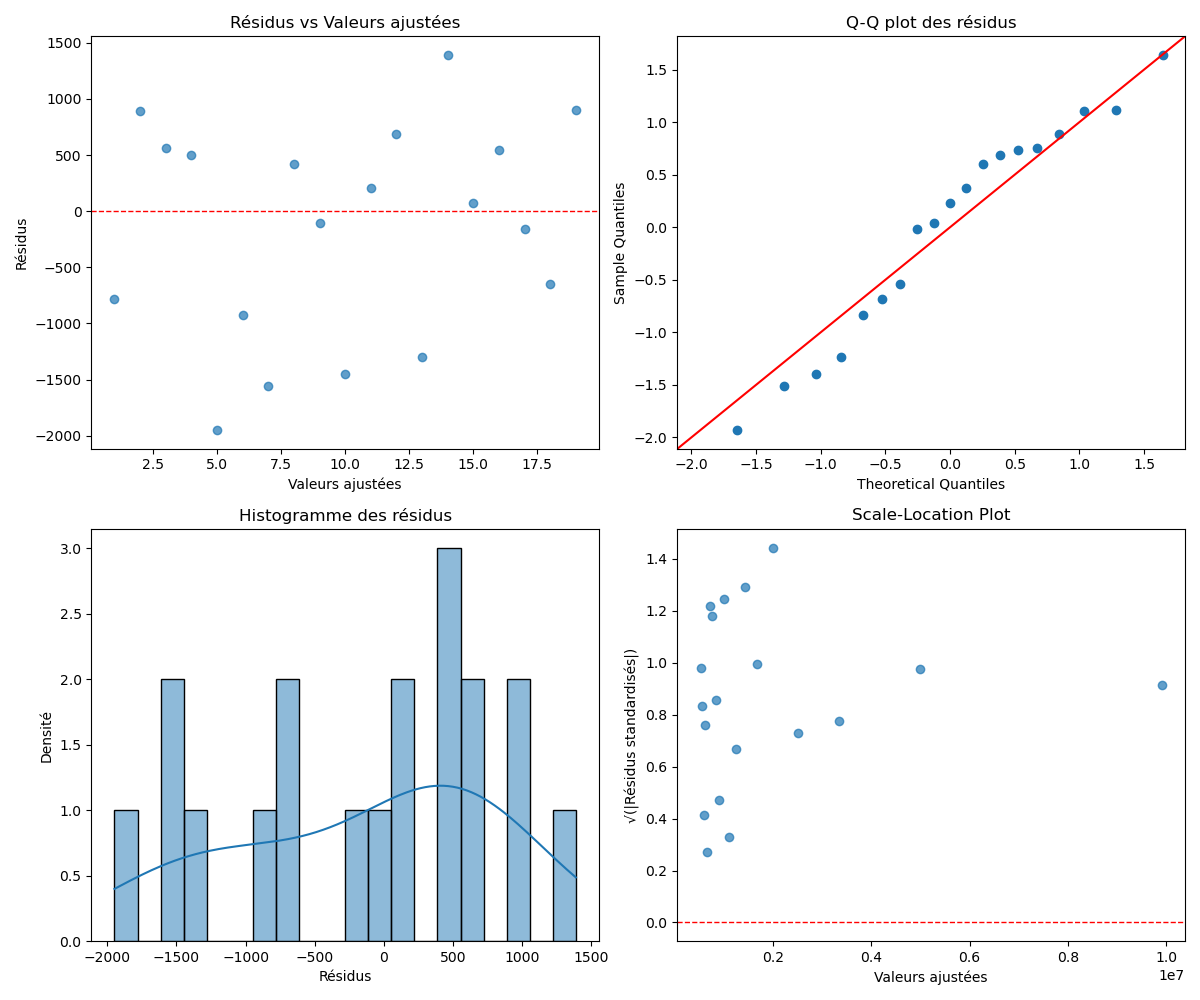 Résidus vs Valeurs ajustées
1500
1000
500
0
−500
−1000
−1500
−2000
Résidus
2.5 5.0 7.5 10.0 12.5 15.0 17.5
Valeurs ajustées
Q-Q plot des résidus
1.5
1.0
0.5
0.0
−0.5
−1.0
−1.5
−2.0
Sample Quantiles
−2.0 −1.5 −1.0 −0.5 0.0 0.5 1.0 1.5
Theoretical Quantiles
Histogramme des résidus
3.0
2.5
2.0
1.5
1.0
0.5
0.0
Densité
−2000 −1500 −1000 −500 0 500 1000 1500
Résidus
Scale-Location Plot
1.4
1.2
1.0
0.8
0.6
0.4
0.2
0.0
√(|Résidus standardisés|)
0.2 0.4 0.6 0.8 1.0
1e7
Valeurs ajustées